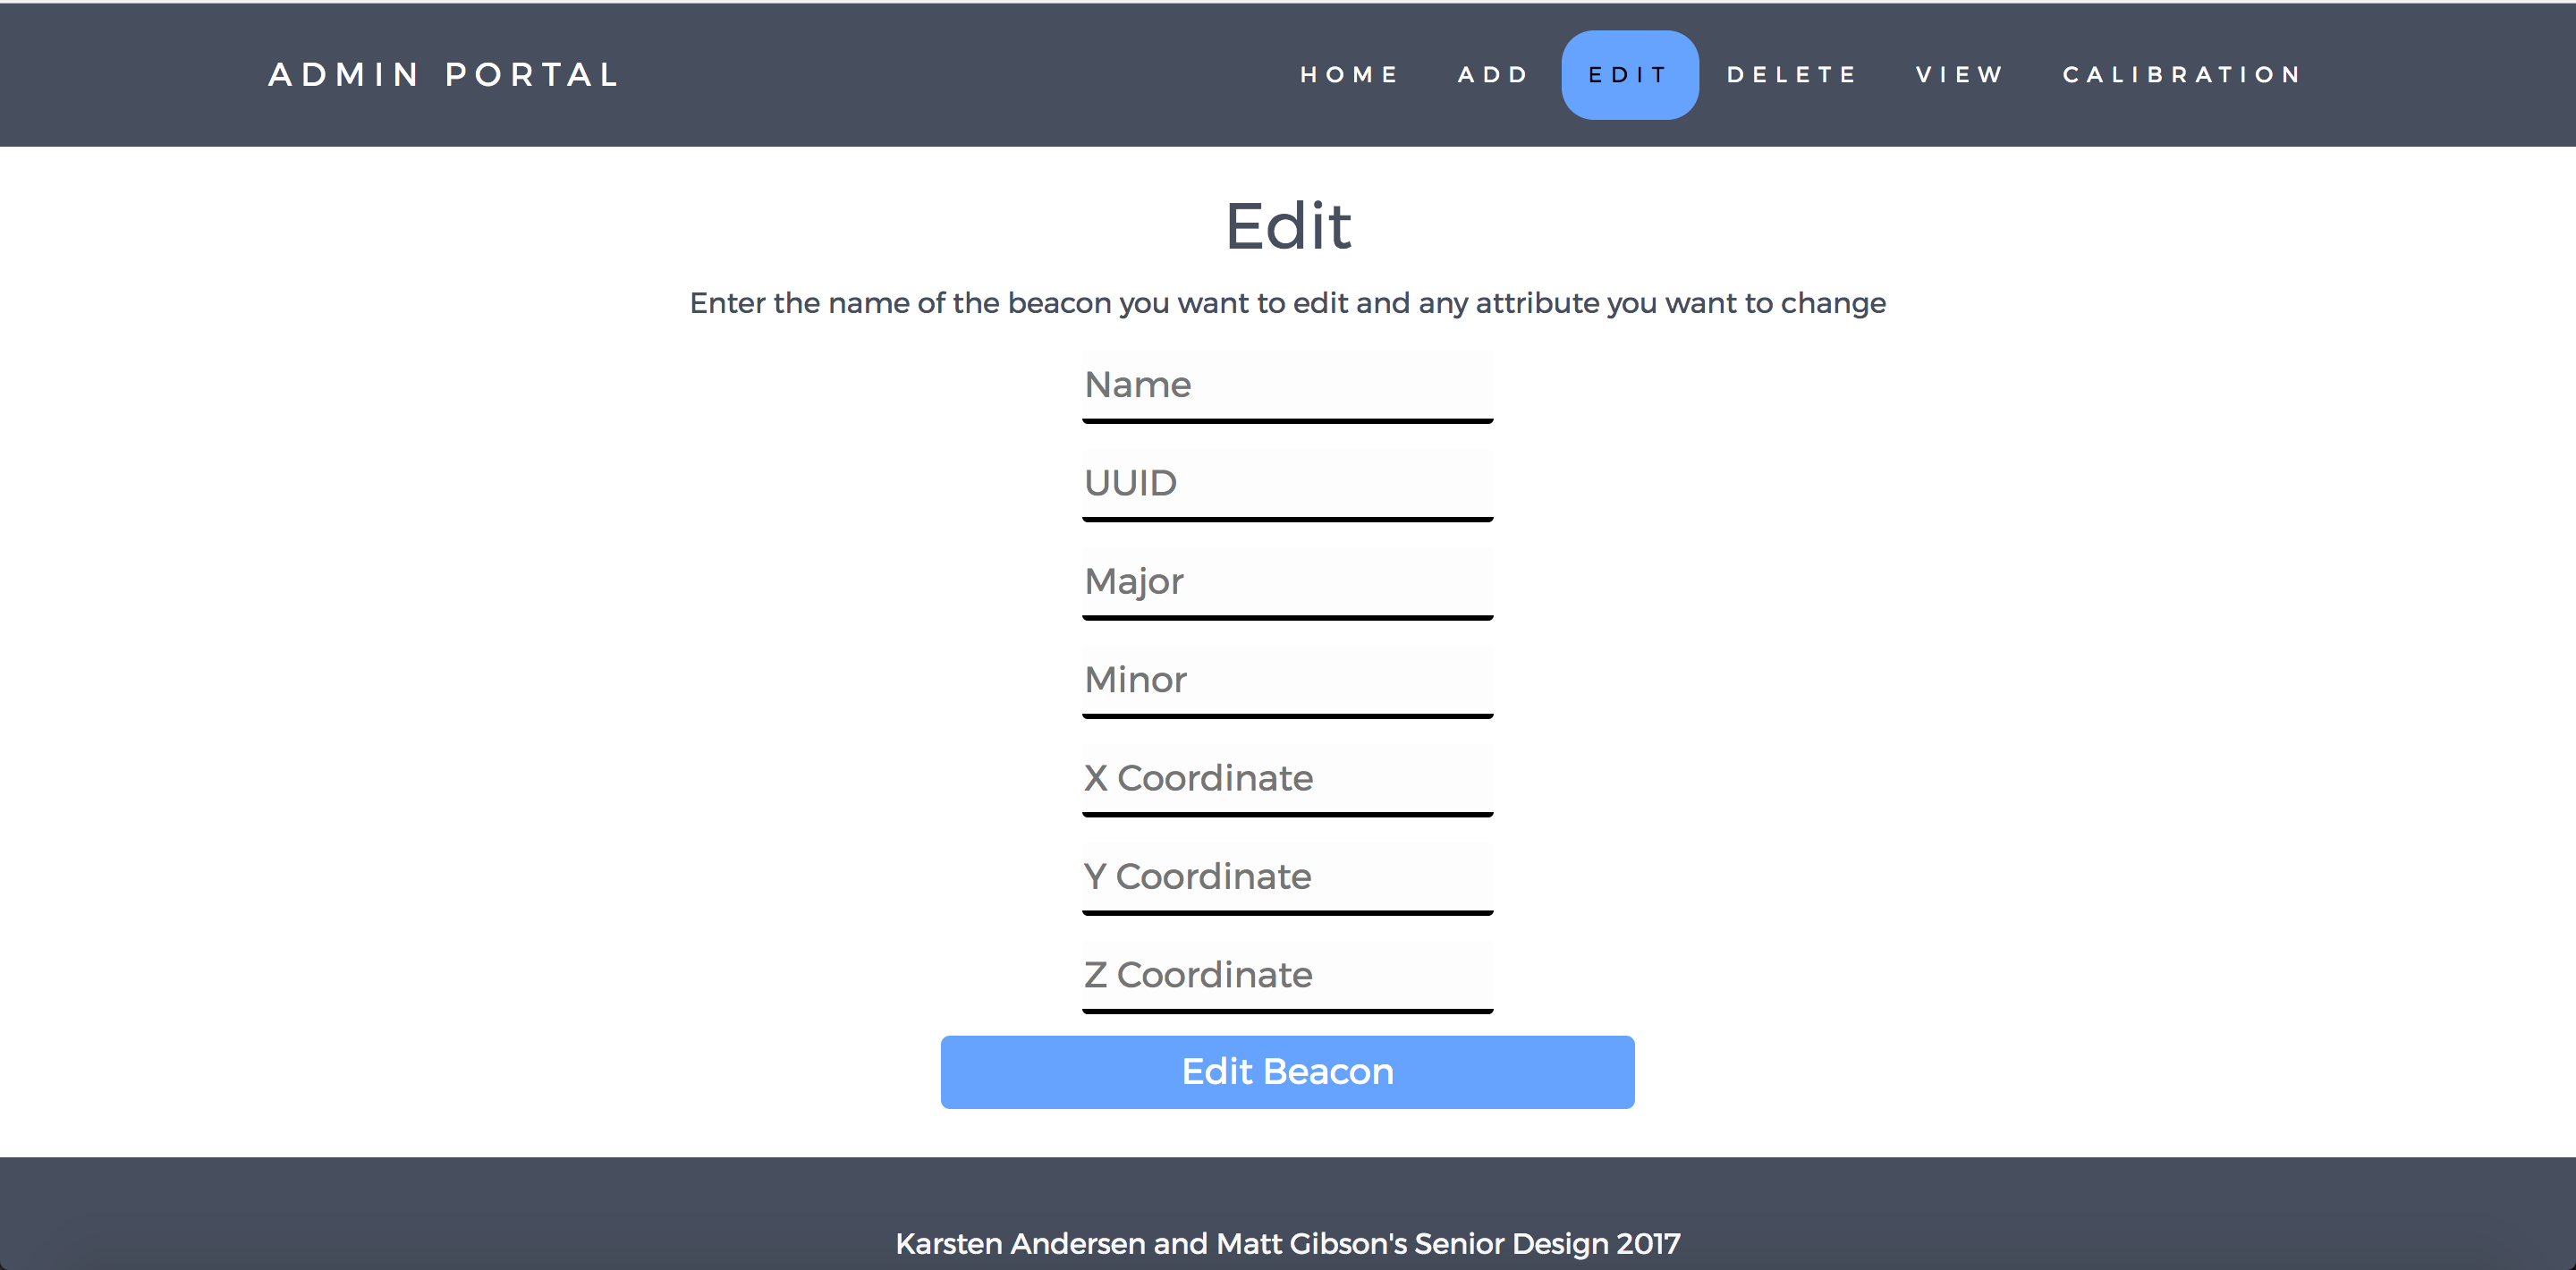 ADMIN PORTAL HOME ADD EDIT DELETE VIEW CALIBRATION
Edit
Enter the name of the beacon you want to edit and any attribute you want to change
Name
UUID
Major
Minor
X Coordinate
Y Coordinate
Z Coordinate
Edit Beacon
Karsten Andersen and Matt Gibson's Senior Design 2017